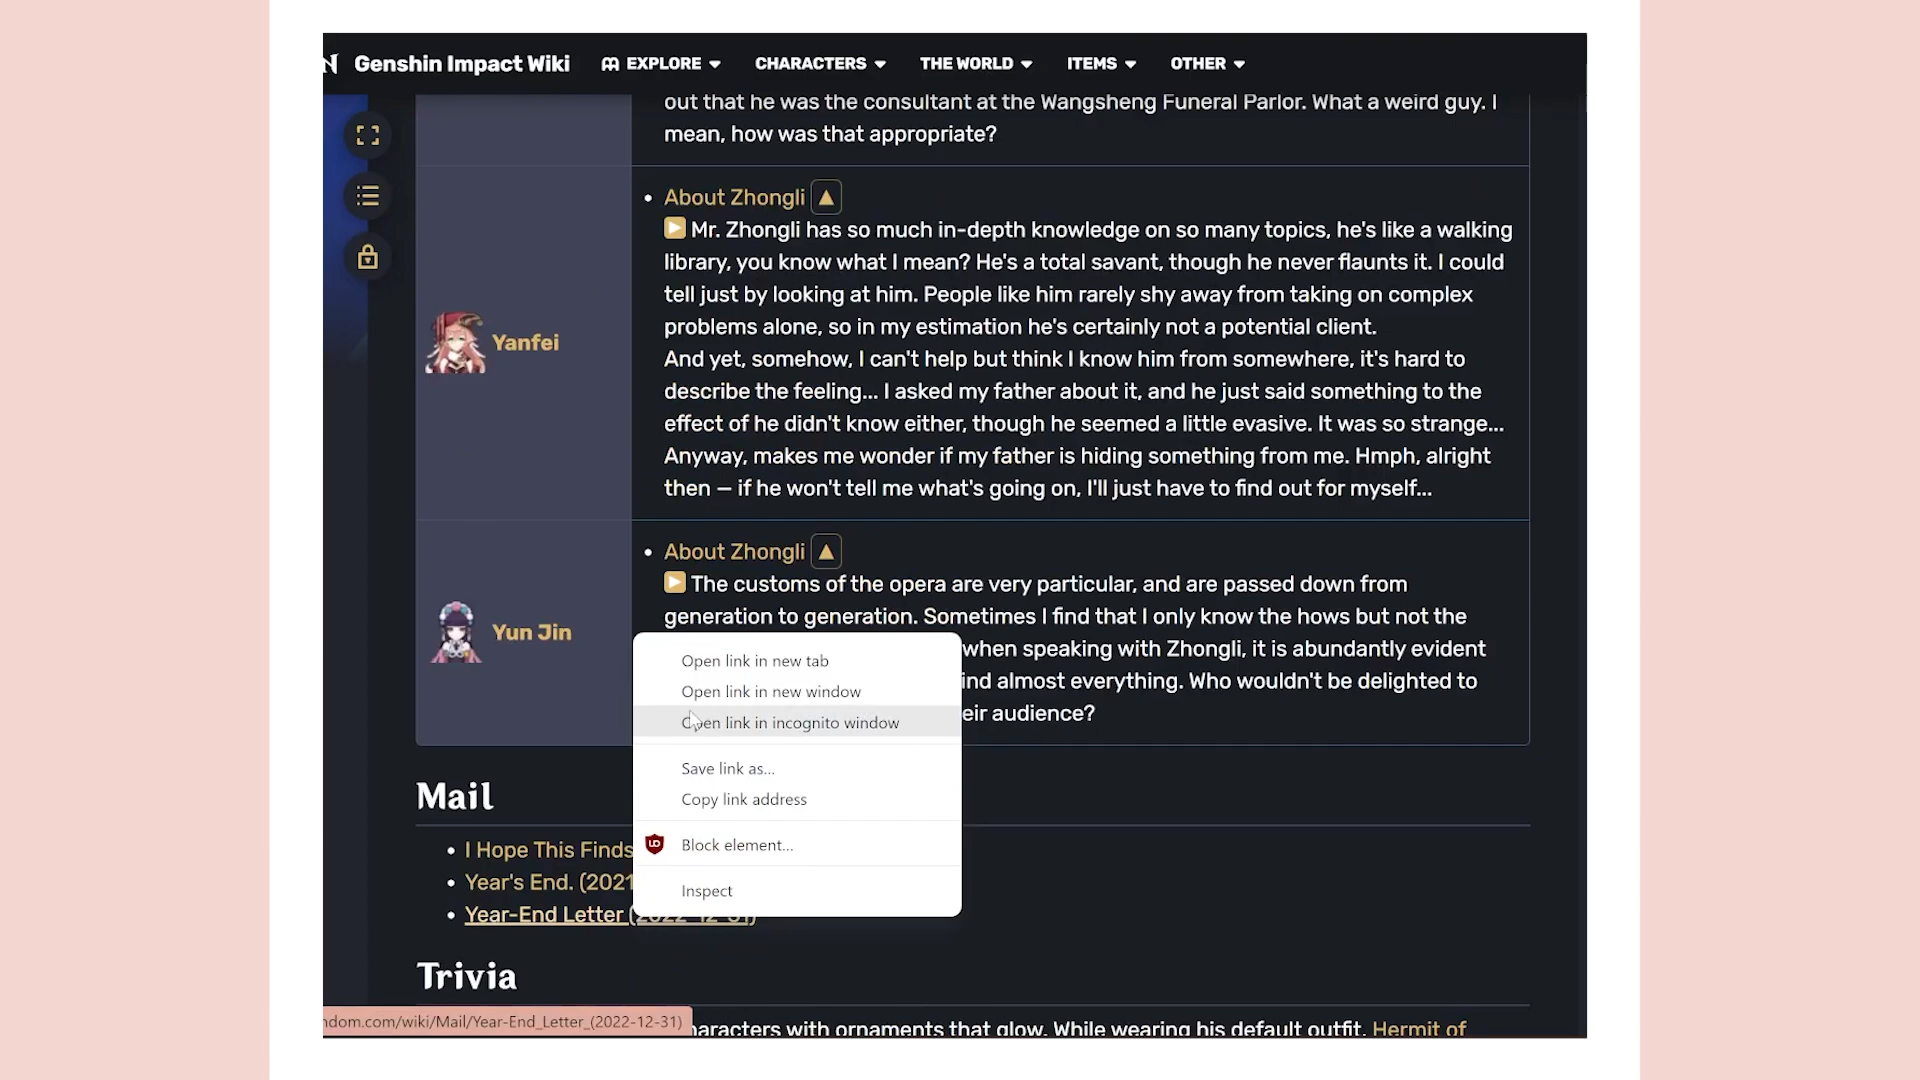 Genshin Impact Wiki EXPLORE CHARACTERS THE WORLD ITEMS OTHER
out that he was the consultant at the Wangsheng Funeral Parlor. What a weird guy. I
mean, how was that appropriate?
About Zhongli
Mr. Zhongli has so much in-depth knowledge on so many topics, he's like a walking
library, you know what I mean? He's a total savant, though he never flaunts it. I could
tell just by looking at him. People like him rarely shy away from taking on complex
problems alone, so in my estimation he's certainly not a potential client.
Yanfei
And yet, somehow, I can't help but think I know him from somewhere, it's hard to
describe the feeling... I asked my father about it, and he just said something to the
effect of he didn't know either, though he seemed a little evasive. It was so strange...
Anyway, makes me wonder if my father is hiding something from me. Hmph, alright
then — if he won't tell me what's going on, I'll just have to find out for myself...
About Zhongli
The customs of the opera are very particular, and are passed down from
generation to generation. Sometimes I find that I only know the hows but not the
Yun Jin
when speaking with Zhongli, it is abundantly evident
ind almost everything. Who wouldn't be delighted to
eir audience?
Open link in new tab
Open link in new window
Open link in incognito window
Save link as...
Copy link address
Block element...
Inspect
Mail
I Hope This Finds
Year's End. (2021
Year-End Letter (2022-12-31)
Trivia
ndom.com/wiki/Mail/Year-End_Letter_(2022-12-31)
haracters with ornaments that glow. While wearing his default outfit, Hermit of